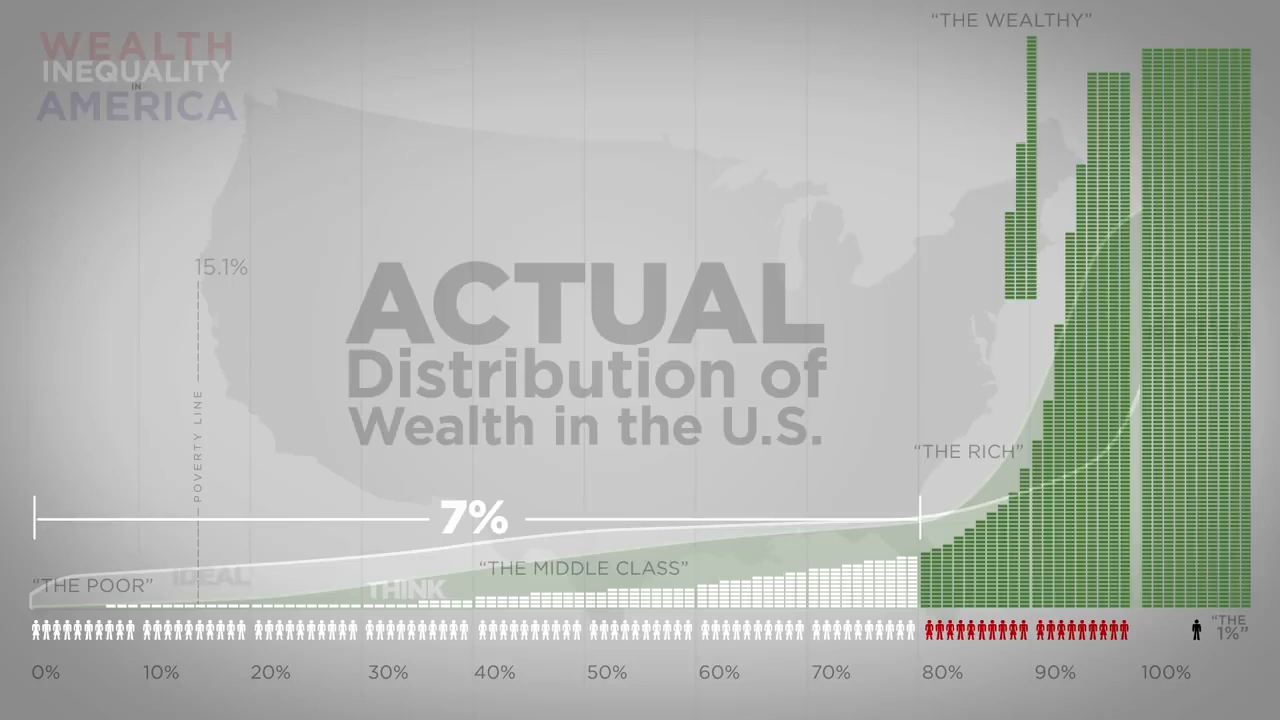 “THE WEALTHY”
WEALTH
INEQUALITY
IN
AMERICA
15.1%
ACTUAL
Distribution of
Wealth in the U.S.
POVERTY LINE
“THE RICH”
7%
“THE MIDDLE CLASS”
“THE POOR”
IDEAL
THINK
“THE
1%”
0% 10% 20% 30% 40% 50% 60% 70% 80% 90% 100%